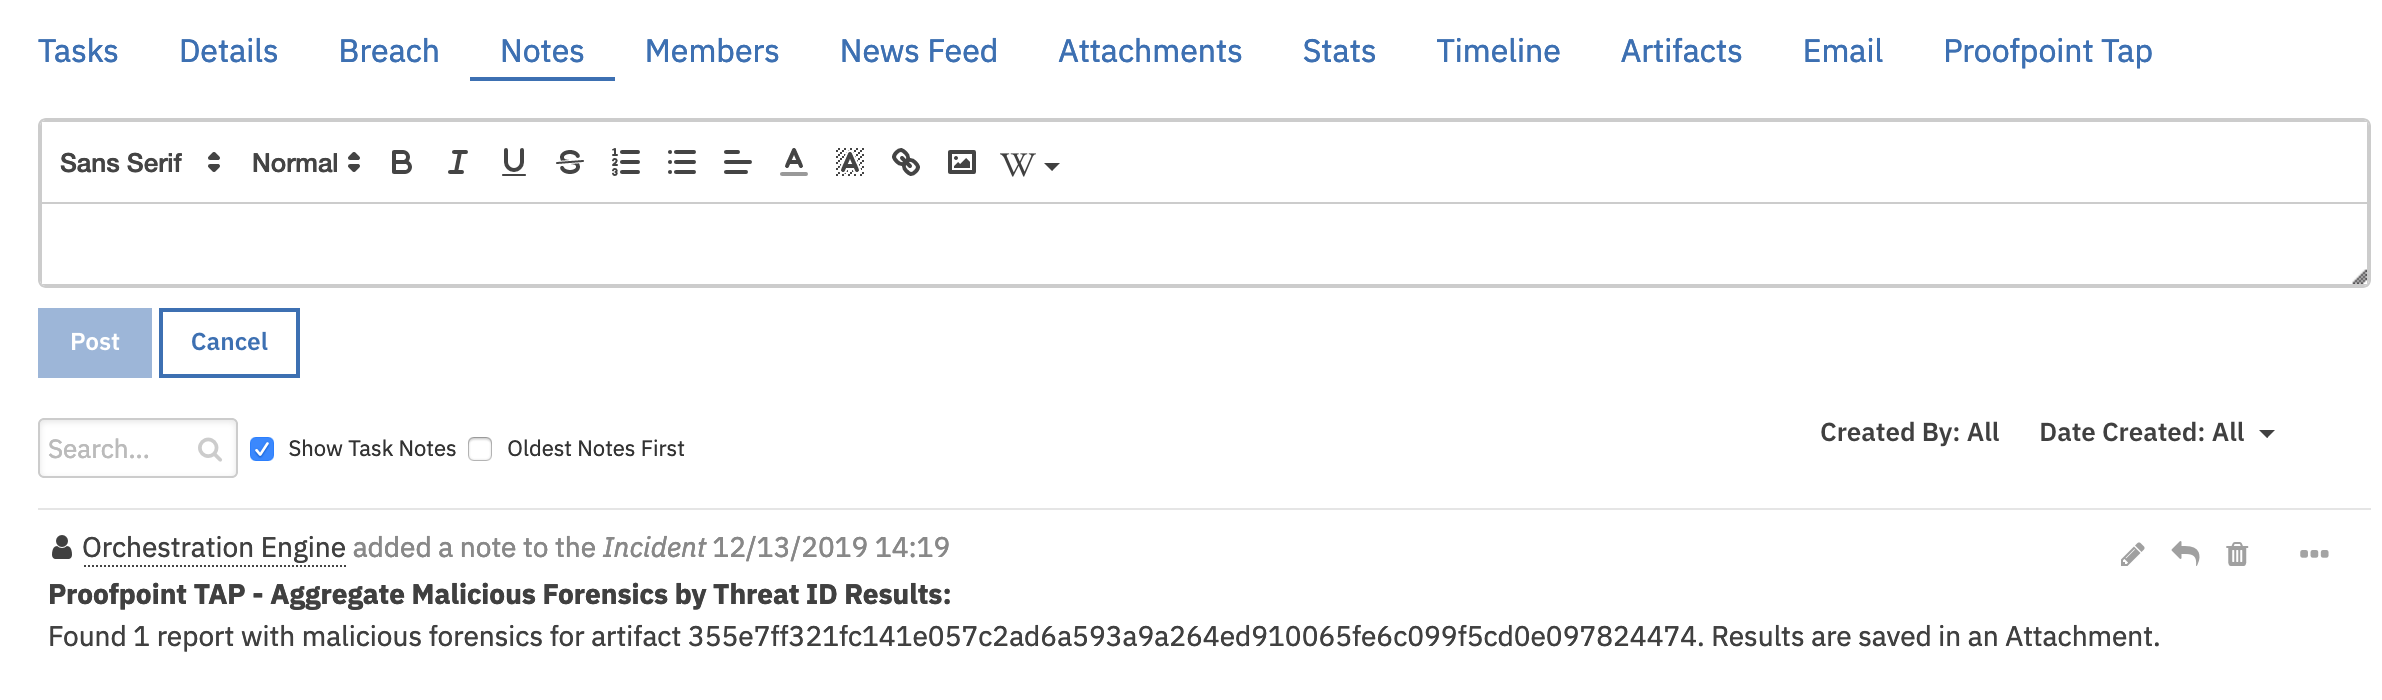 Tasks Details Breach Notes Members News Feed Attachments Stats Timeline Artifacts Email Proofpoint Tap
Sans Serif Normal B I U S A A W
Post Cancel
Search... Show Task Notes Oldest Notes First Created By: All Date Created: All
Orchestration Engine added a note to the Incident 12/13/2019 14:19
Proofpoint TAP - Aggregate Malicious Forensics by Threat ID Results:
Found 1 report with malicious forensics for artifact 355e7ff321fc141e057c2ad6a593a9a264ed910065fe6c099f5cd0e097824474. Results are saved in an Attachment.